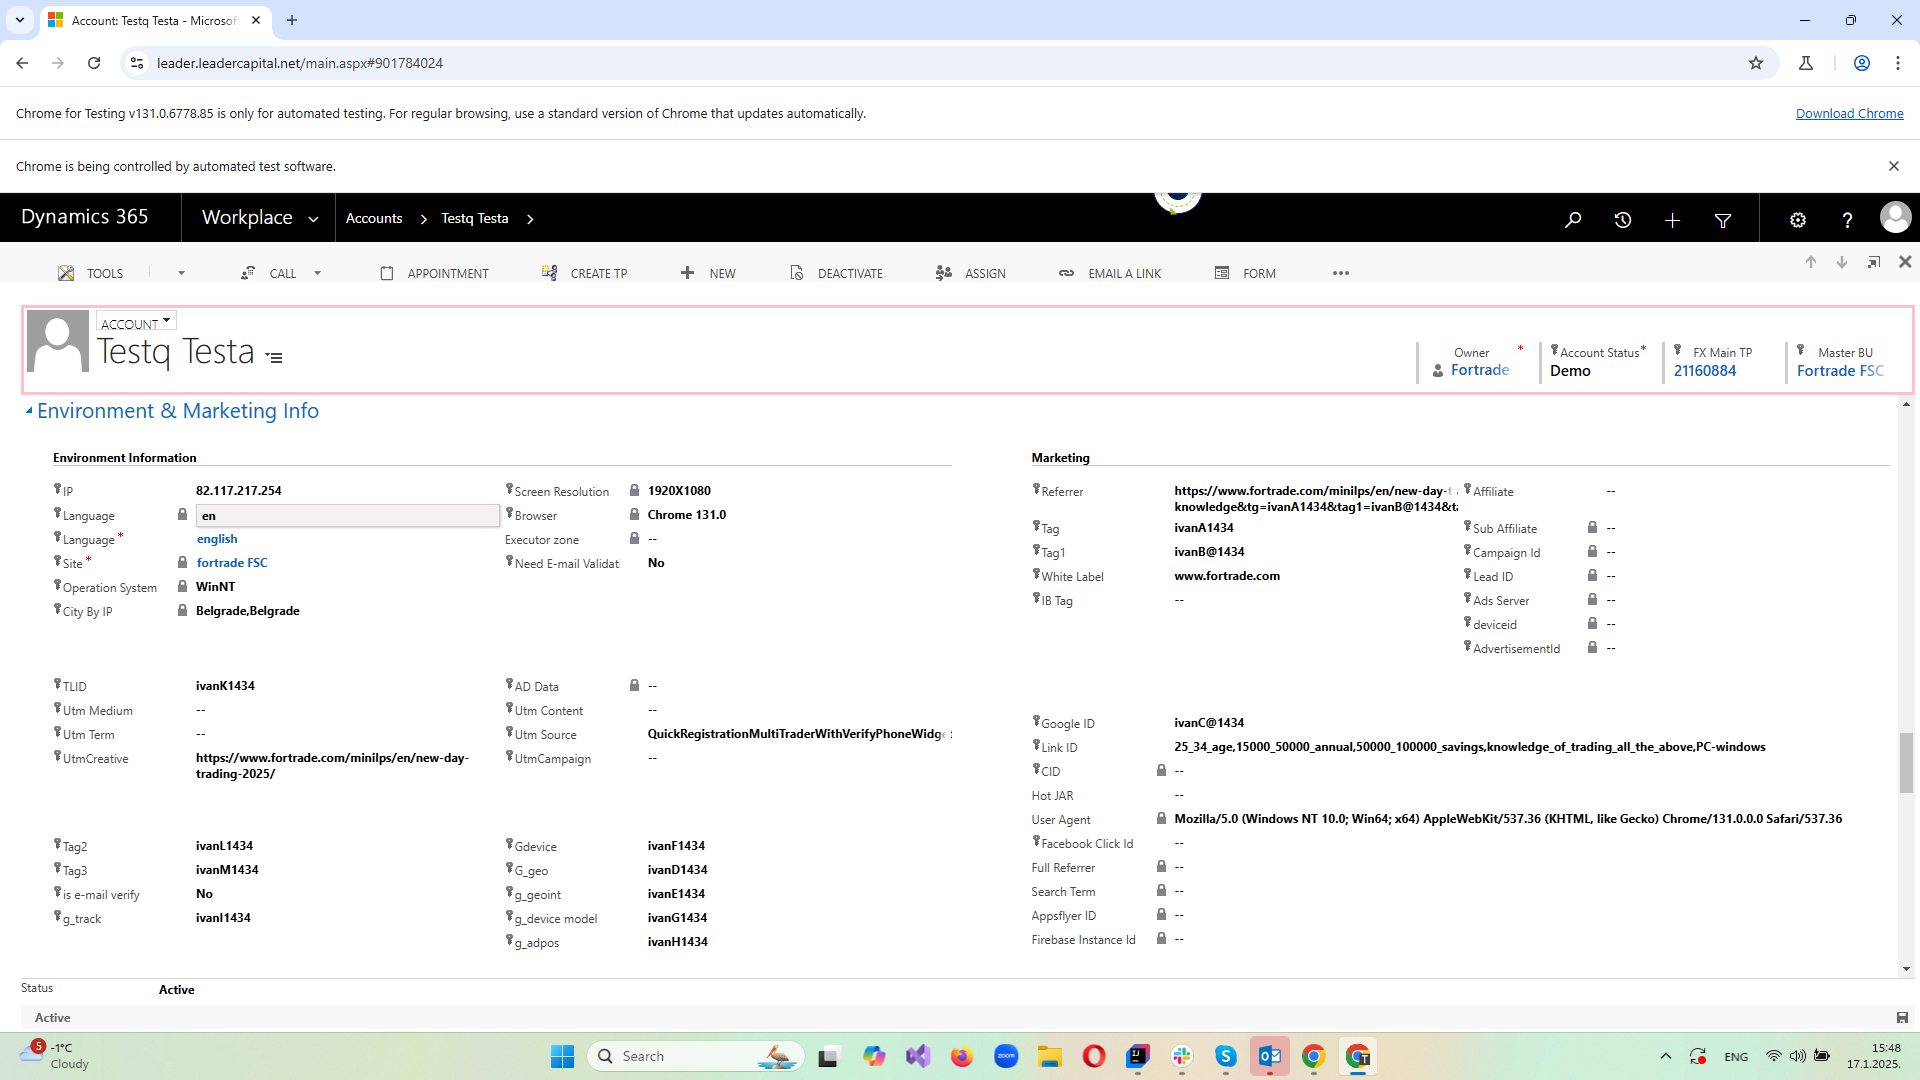 Account: Testq Testa - Microsof
leader.leadercapital.net/main.aspx#901784024
Chrome for Testing v131.0.6778.85 is only for automated testing. For regular browsing, use a standard version of Chrome that updates automatically.
Download Chrome
Chrome is being controlled by automated test software.
Dynamics 365
Workplace
Accounts
Testq Testa
TOOLS
CALL
APPOINTMENT
CREATE TP
NEW
DEACTIVATE
ASSIGN
EMAIL A LINK
FORM
ACCOUNT
Testq Testa
Owner *
Fortrade
Account Status *
Demo
FX Main TP
21160884
Master BU
Fortrade FSC
Environment & Marketing Info
Environment Information
IP 82.117.217.254
Language en
Language * english
Site * fortrade FSC
Operation System WinNT
City By IP Belgrade,Belgrade
Screen Resolution 1920X1080
Browser Chrome 131.0
Executor zone --
Need E-mail Validat No
TLID ivanK1434
Utm Medium --
Utm Term --
UtmCreative https://www.fortrade.com/minilps/en/new-day-
trading-2025/
AD Data --
Utm Content --
Utm Source QuickRegistrationMultiTraderWithVerifyPhoneWidge
UtmCampaign --
Tag2 ivanL1434
Tag3 ivanM1434
is e-mail verify No
g_track ivanI1434
Gdevice ivanF1434
G_geo ivanD1434
g_geoint ivanE1434
g_device model ivanG1434
g_adpos ivanH1434
Marketing
Referrer https://www.fortrade.com/minilps/en/new-day-t
knowledge&tg=ivanA1434&tag1=ivanB@1434&ta
Tag ivanA1434
Tag1 ivanB@1434
White Label www.fortrade.com
IB Tag --
Affiliate --
Sub Affiliate --
Campaign Id --
Lead ID --
Ads Server --
deviceid --
AdvertisementId --
Google ID ivanC@1434
Link ID 25_34_age,15000_50000_annual,50000_100000_savings,knowledge_of_trading_all_the_above,PC-windows
CID --
Hot JAR --
User Agent Mozilla/5.0 (Windows NT 10.0; Win64; x64) AppleWebKit/537.36 (KHTML, like Gecko) Chrome/131.0.0.0 Safari/537.36
Facebook Click Id --
Full Referrer --
Search Term --
Appsflyer ID --
Firebase Instance Id --
Status Active
Active
5
-1°C
Cloudy
Search
zoom
ENG
15:48
17.1.2025.